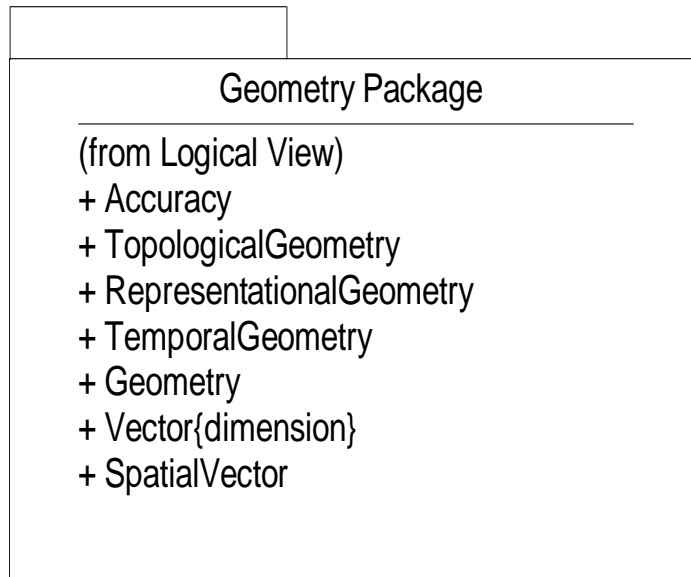 Geometry Package
(from Logical View)
+ Accuracy
+ TopologicalGeometry
+ RepresentationalGeometry
+ TemporalGeometry
+ Geometry
+ Vector{dimension}
+ SpatialVector